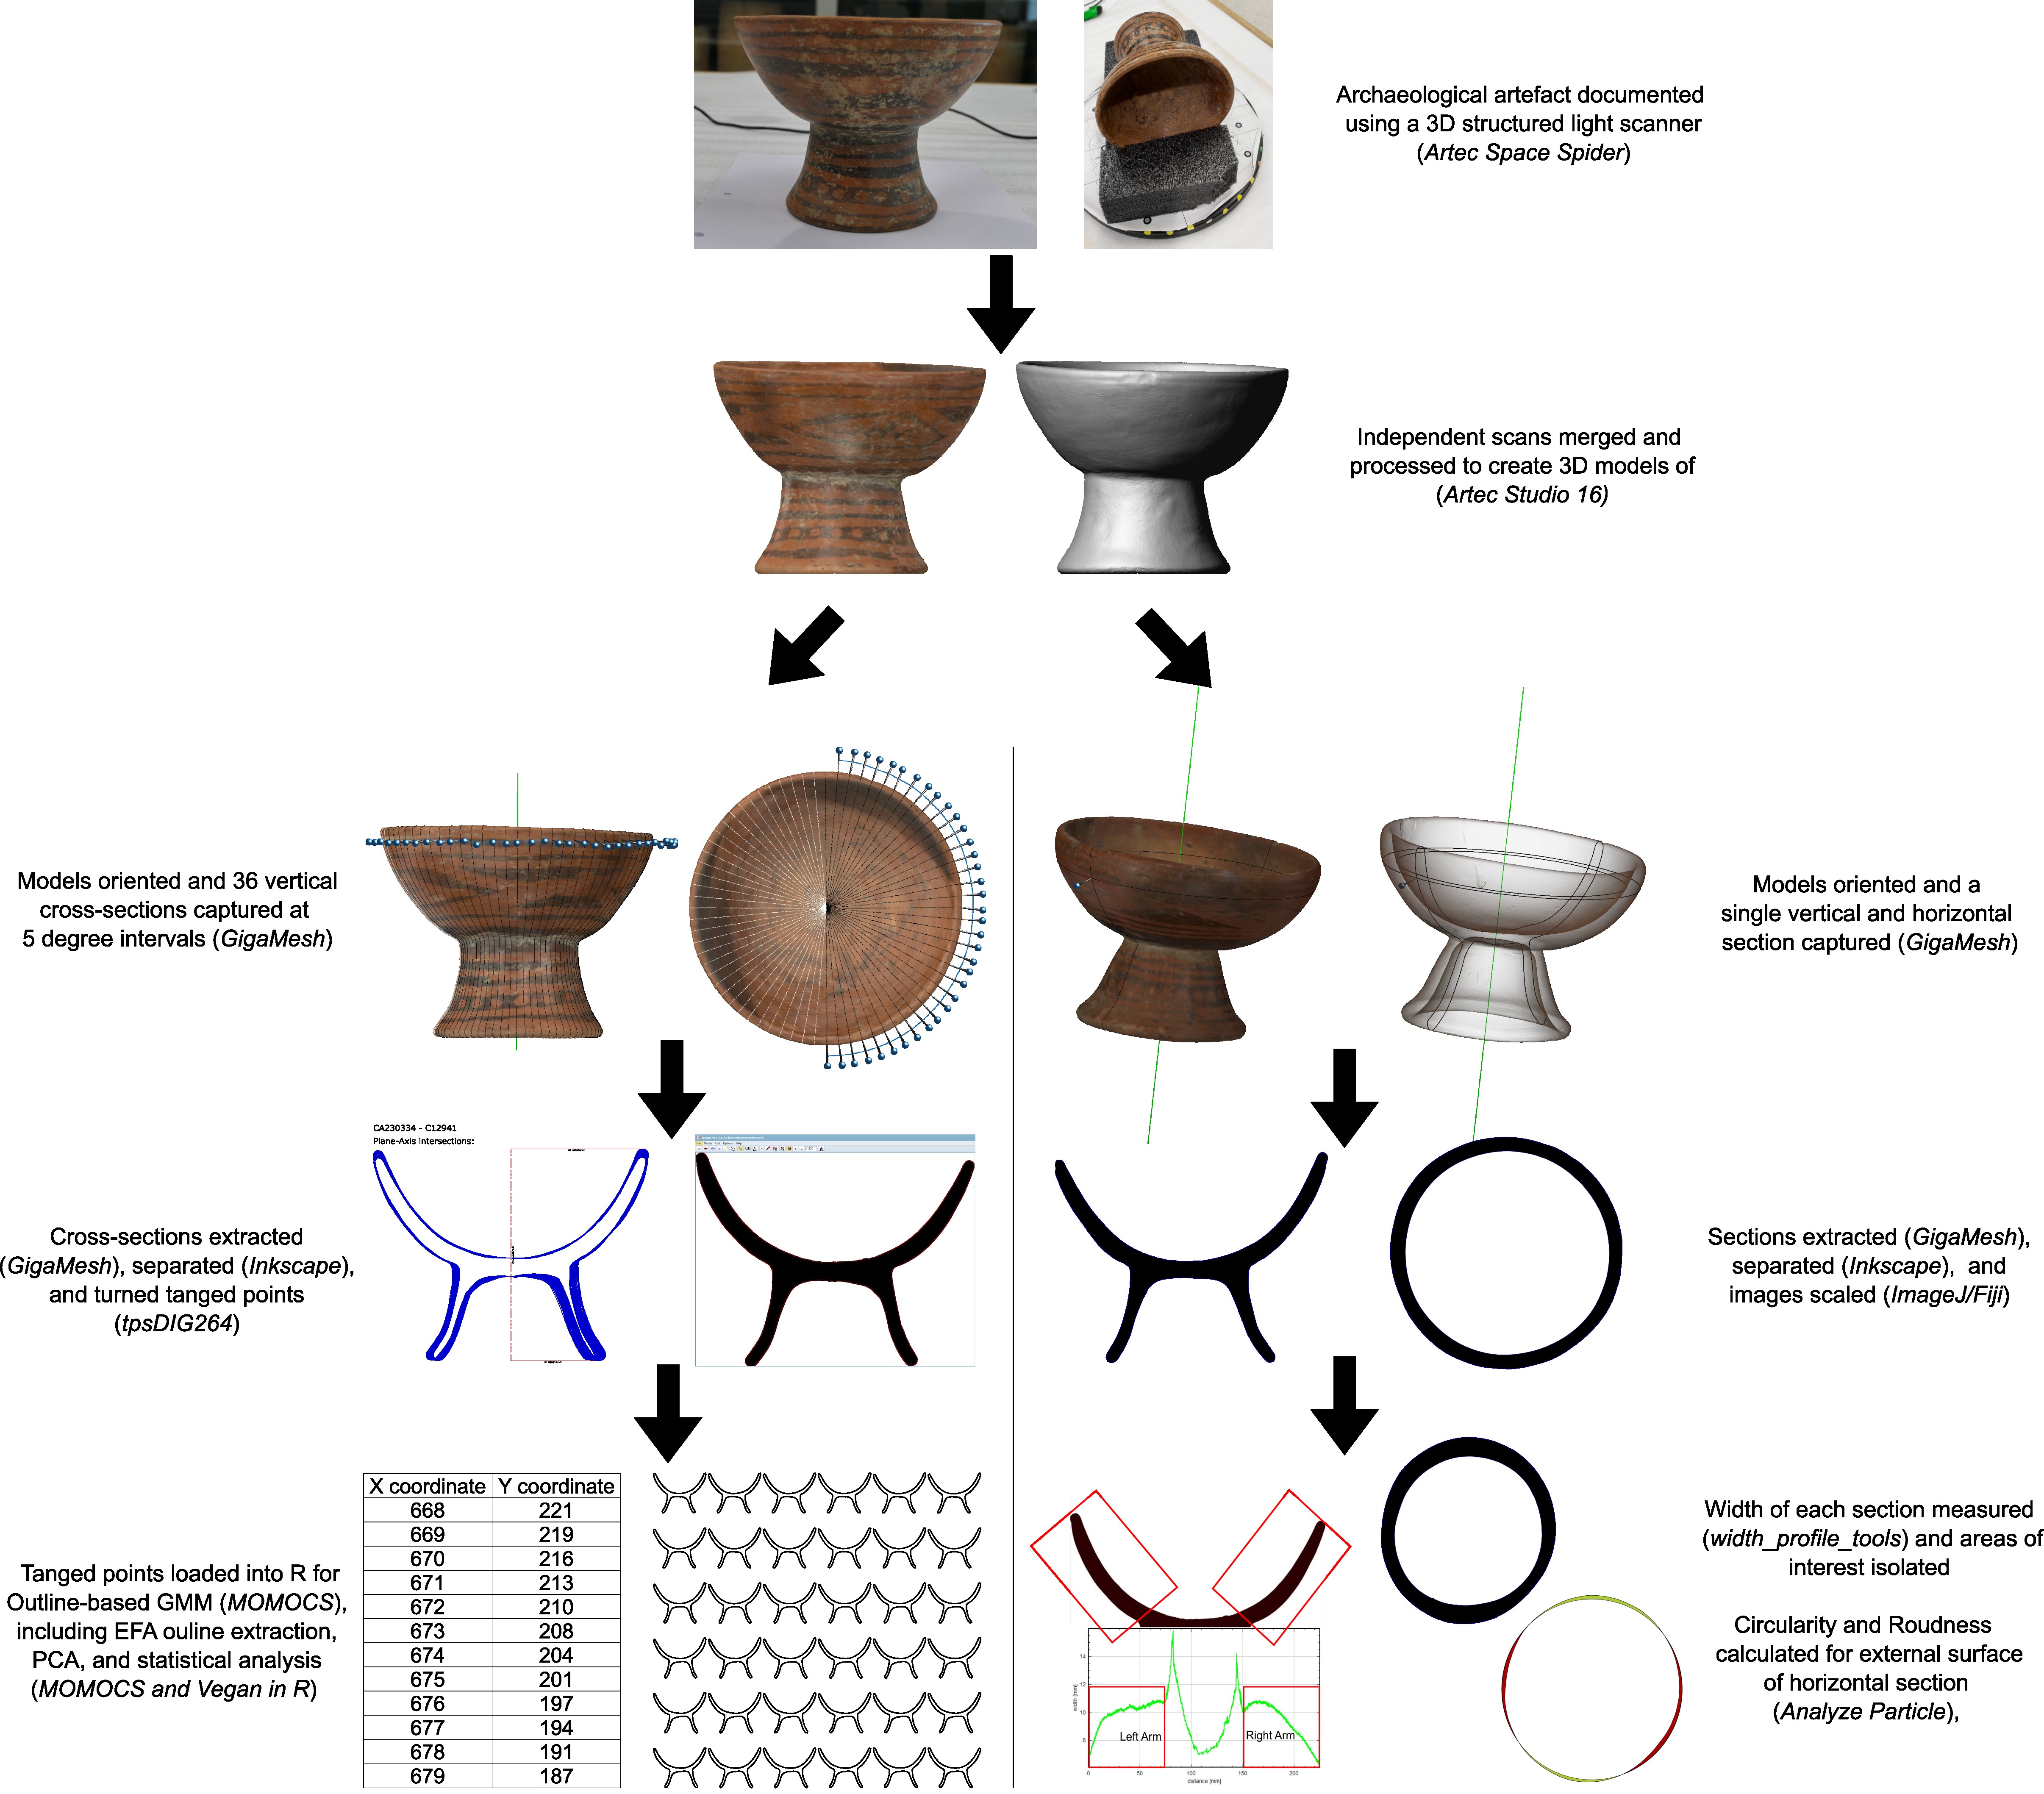 Archaeological artefact documented
using a 3D structured light scanner
(Artec Space Spider)
Independent scans merged and
processed to create 3D models of
(Artec Studio 16)
Models oriented and 36 vertical
cross-sections captured at
5 degree intervals (GigaMesh)
Models oriented and a
single vertical and horizontal
section captured (GigaMesh)
CA230334 - C12941
Plane-Axis intersections:
Cross-sections extracted
(GigaMesh), separated (Inkscape),
and turned tanged points
(tpsDIG264)
Sections extracted (GigaMesh),
separated (Inkscape), and
images scaled (ImageJ/Fiji)
Tanged points loaded into R for
Outline-based GMM (MOMOCS),
including EFA ouline extraction,
PCA, and statistical analysis
(MOMOCS and Vegan in R)
X coordinate Y coordinate
668 221
669 219
670 216
671 213
672 210
673 208
674 204
675 201
676 197
677 194
678 191
679 187
14
12
10
8
width [mm]
Left Arm
Right Arm
0 50 100 150 200
distance [mm]
Width of each section measured
(width_profile_tools) and areas of
interest isolated
Circularity and Roudness
calculated for external surface
of horizontal section
(Analyze Particle),